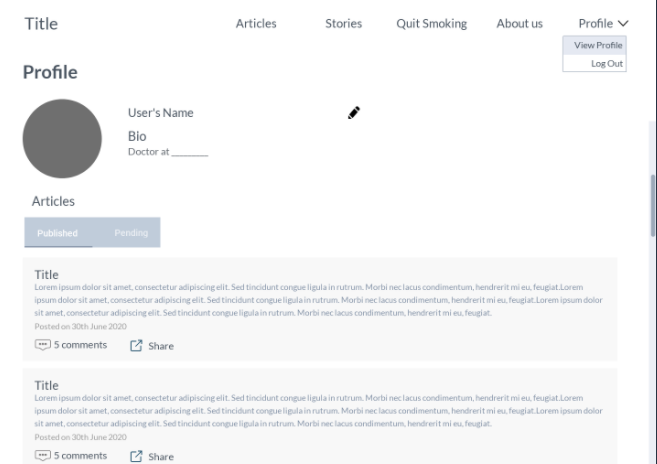 Title Articles Stories Quit Smoking About us Profile
View Profile
Log Out
Profile
User's Name
Bio
Doctor at ________
Articles
Published Pending
Title
Lorem ipsum dolor sit amet, consectetur adipiscing elit. Sed tincidunt congue ligula in rutrum. Morbi nec lacus condimentum, hendrerit mi eu, feugiat.Lorem
ipsum dolor sit amet, consectetur adipiscing elit. Sed tincidunt congue ligula in rutrum. Morbi nec lacus condimentum, hendrerit mi eu, feugiat.Lorem ipsum dolor
sit amet, consectetur adipiscing elit. Sed tincidunt congue ligula in rutrum. Morbi nec lacus condimentum, hendrerit mi eu, feugiat.
Posted on 30th June 2020
5 comments Share
Title
Lorem ipsum dolor sit amet, consectetur adipiscing elit. Sed tincidunt congue ligula in rutrum. Morbi nec lacus condimentum, hendrerit mi eu, feugiat.Lorem
ipsum dolor sit amet, consectetur adipiscing elit. Sed tincidunt congue ligula in rutrum. Morbi nec lacus condimentum, hendrerit mi eu, feugiat.Lorem ipsum dolor
sit amet, consectetur adipiscing elit. Sed tincidunt congue ligula in rutrum. Morbi nec lacus condimentum, hendrerit mi eu, feugiat.
Posted on 30th June 2020
5 comments Share